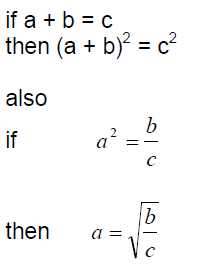 if a + b = c
then (a + b)² = c²
also
if a² = b/c
then a = √(b/c)